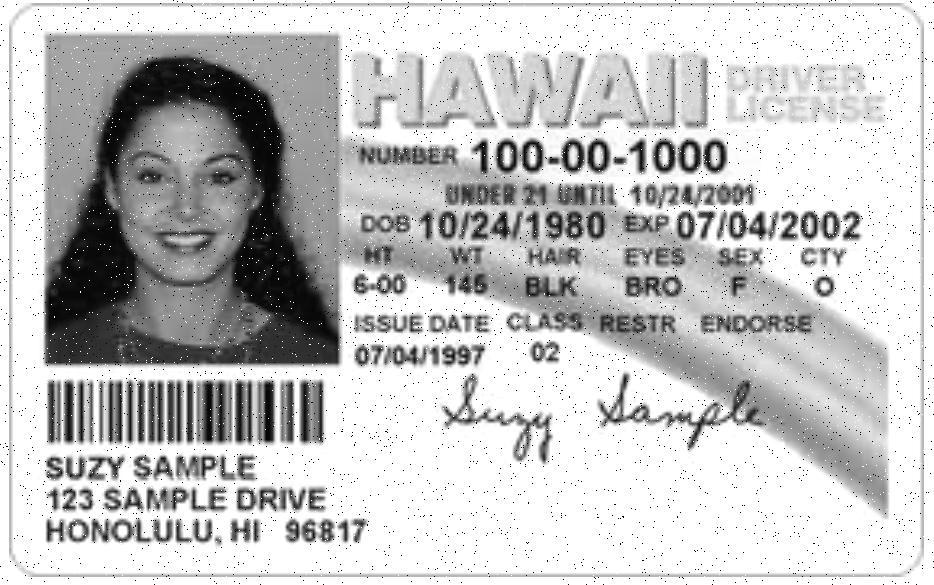 HAWAII DRIVER LICENSE
NUMBER 100-00-1000
UNDER 21 UNTIL 10/24/2001
DOB 10/24/1980 EXP 07/04/2002
HT WT HAIR EYES SEX CTY
6-00 145 BLK BRO F O
ISSUE DATE CLASS RESTR ENDORSE
07/04/1997 02
Suzy Sample
SUZY SAMPLE
123 SAMPLE DRIVE
HONOLULU, HI 96817